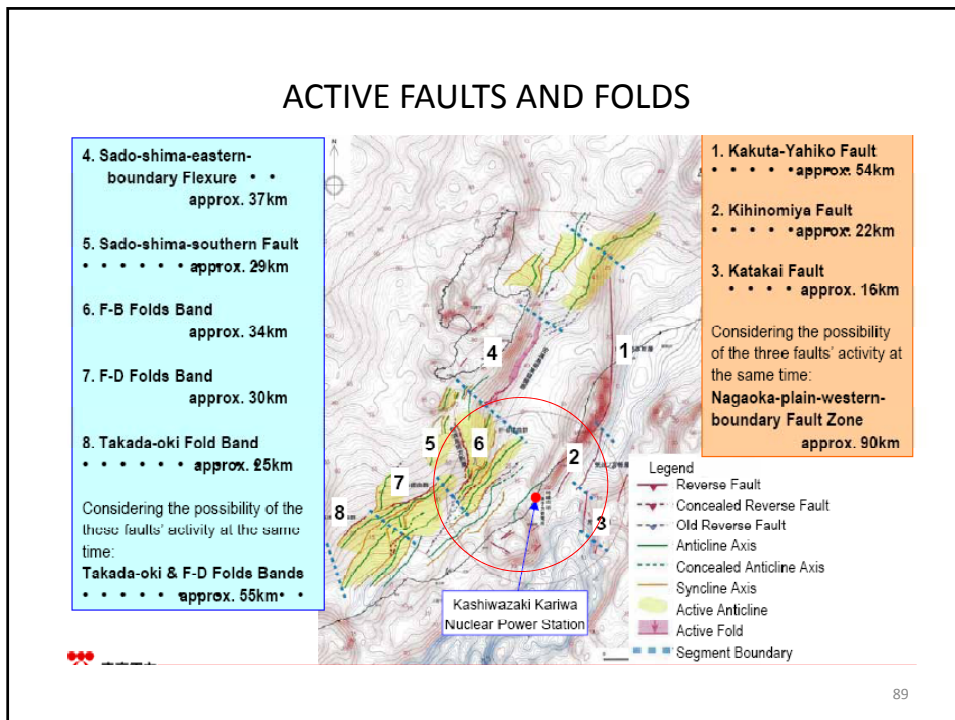 ACTIVE FAULTS AND FOLDS
4. Sado-shima-eastern-
boundary Flexure • •
approx. 37km
5. Sado-shima-southern Fault
• • • • • • • approx. 29km
6. F-B Folds Band
approx. 34km
7. F-D Folds Band
approx. 30km
8. Takada-oki Fold Band
• • • • • • • approx. 25km
Considering the possibility of the
these faults' activity at the same
time:
Takada-oki & F-D Folds Bands
• • • • • • approx. 55km • •
1. Kakuta-Yahiko Fault
• • • • • • approx. 54km
2. Kihinomiya Fault
• • • • • • approx. 22km
3. Katakai Fault
• • • • approx. 16km
Considering the possibility
of the three faults' activity at
the same time:
Nagaoka-plain-western-
boundary Fault Zone
approx. 90km
4
1
5
6
2
7
8
3
Legend
Reverse Fault
Concealed Reverse Fault
Old Reverse Fault
Anticline Axis
Concealed Anticline Axis
Syncline Axis
Active Anticline
Active Fold
Segment Boundary
Kashiwazaki Kariwa
Nuclear Power Station
89